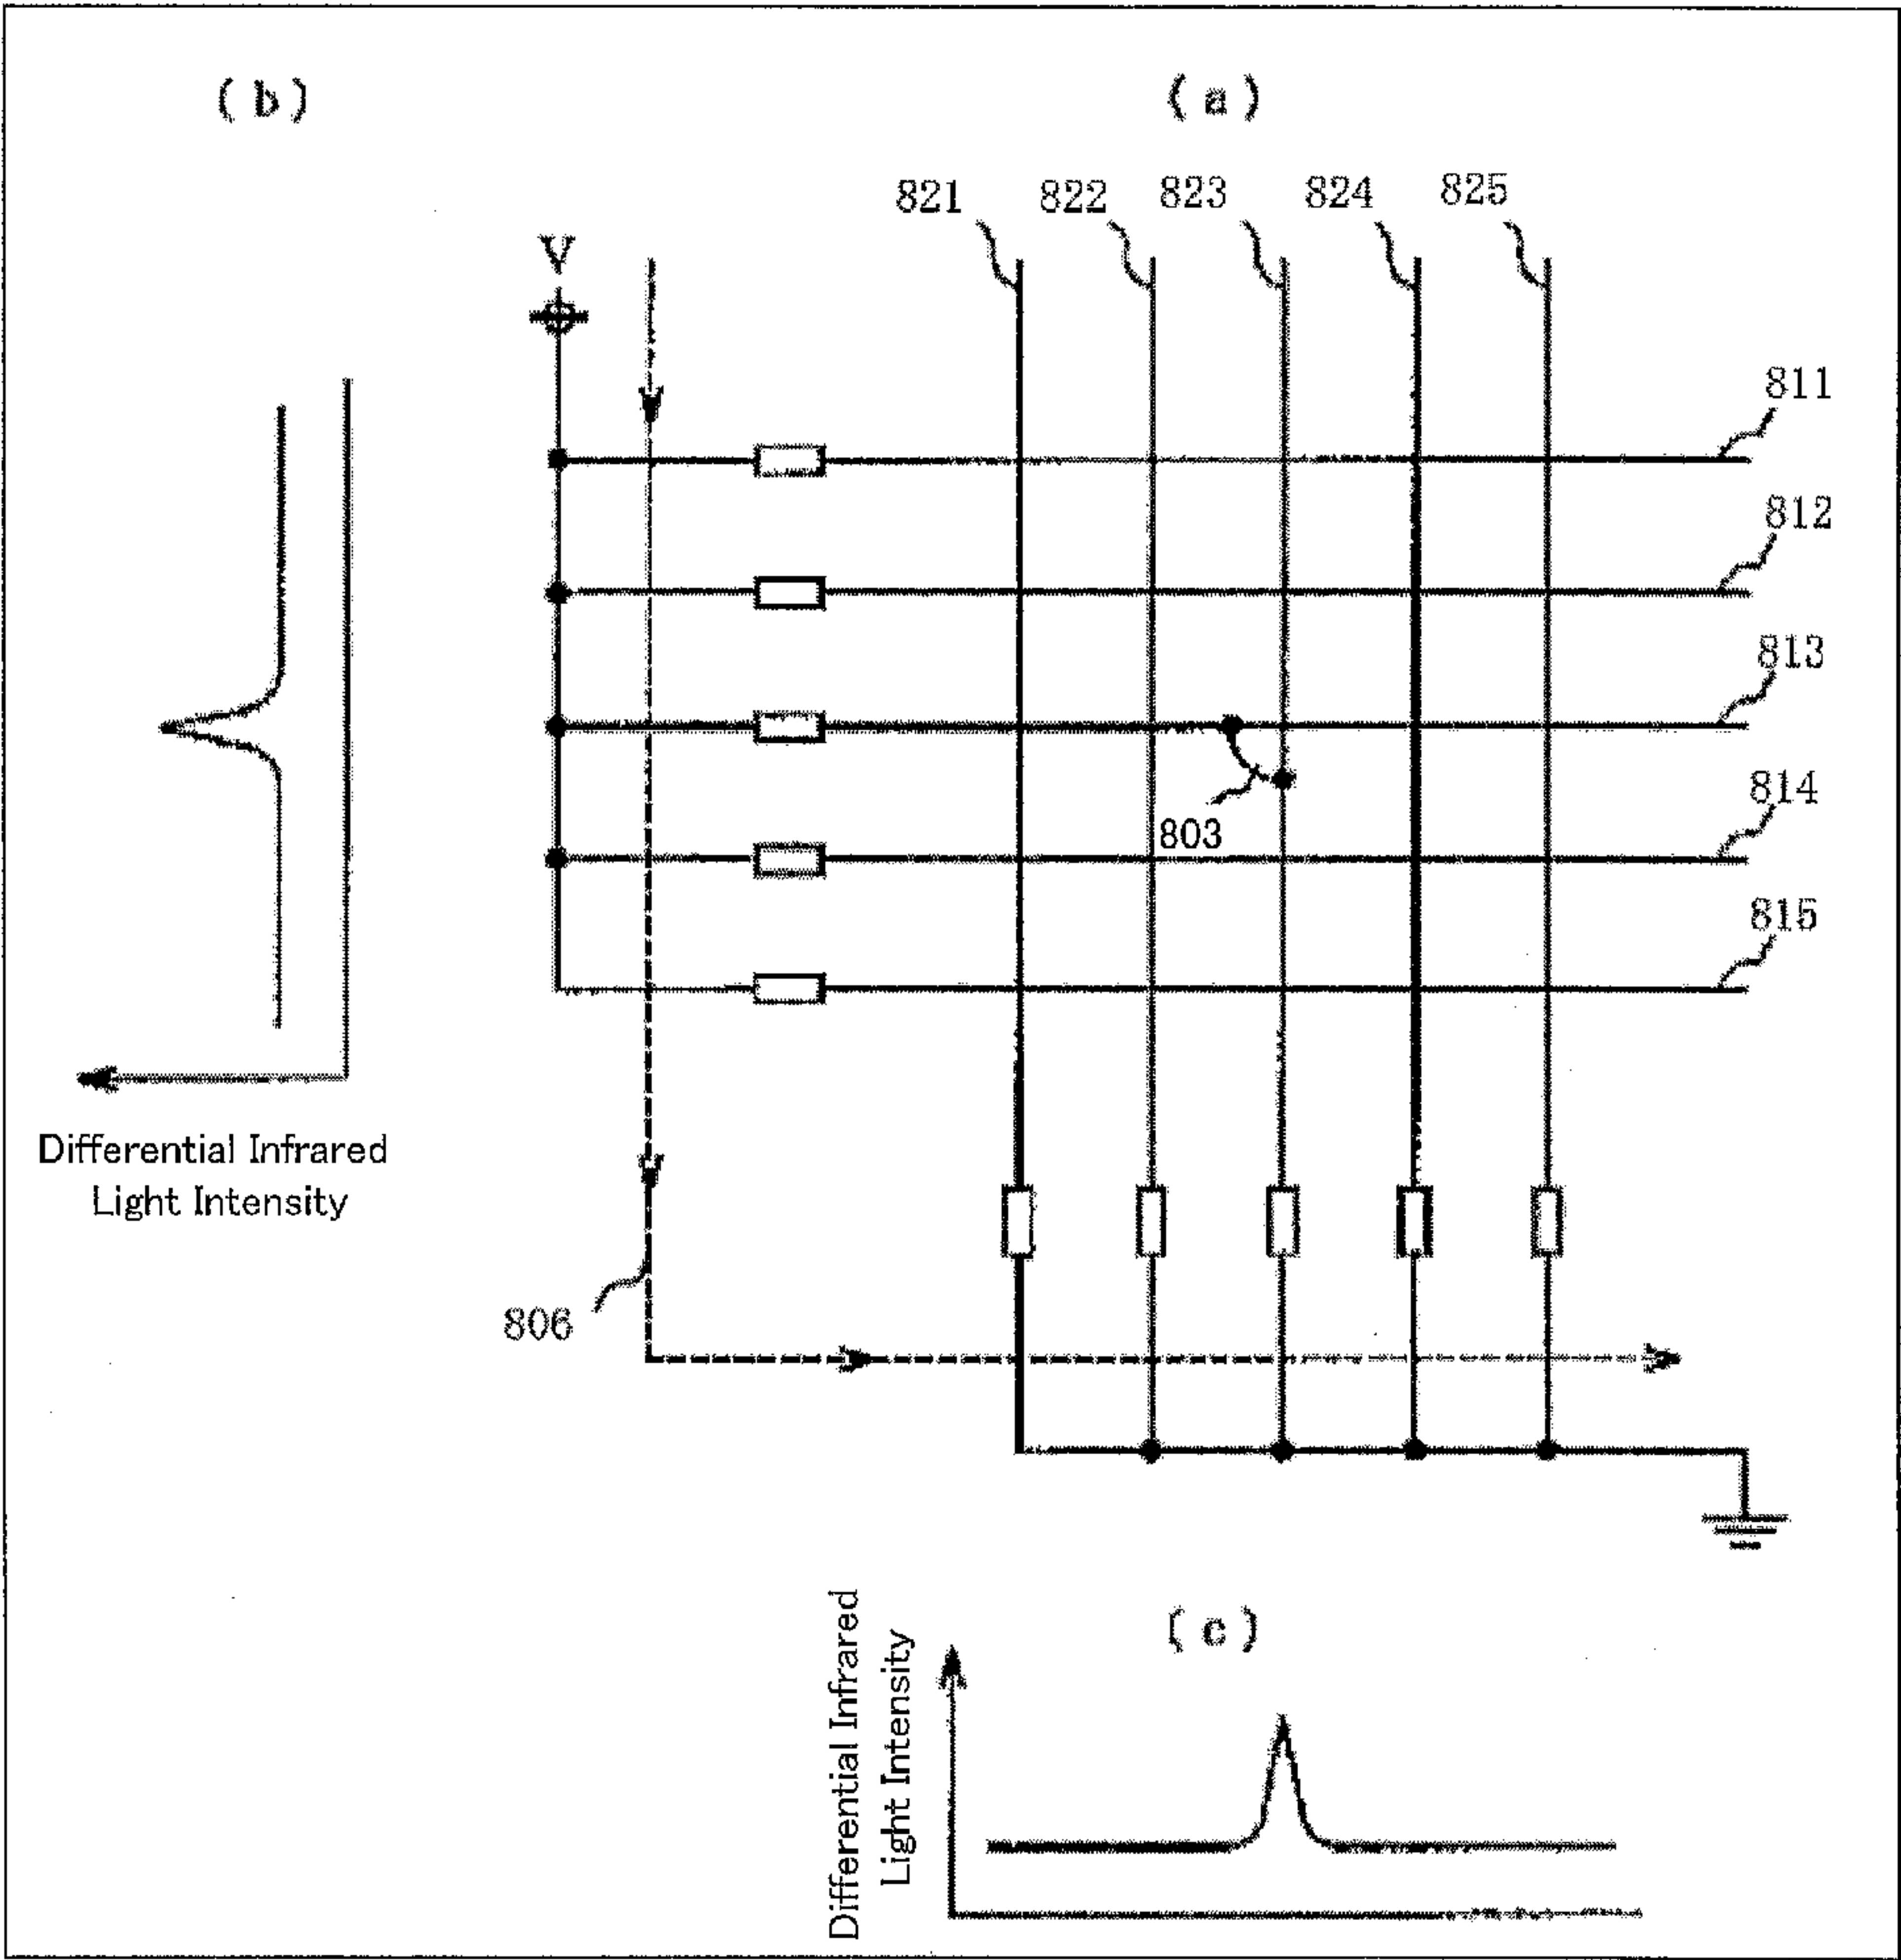 (b)
(a)
821
822
823
824
825
V
811
812
813
803
814
815
Differential Infrared
Light Intensity
806
(c)
Differential Infrared
Light Intensity